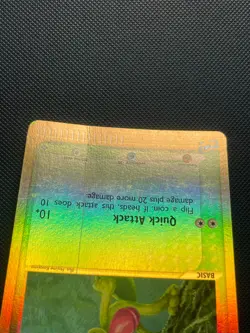 BASIC
Quick Attack 10+
Flip a coin. If heads, this attack does 10
damage plus 20 more damage.